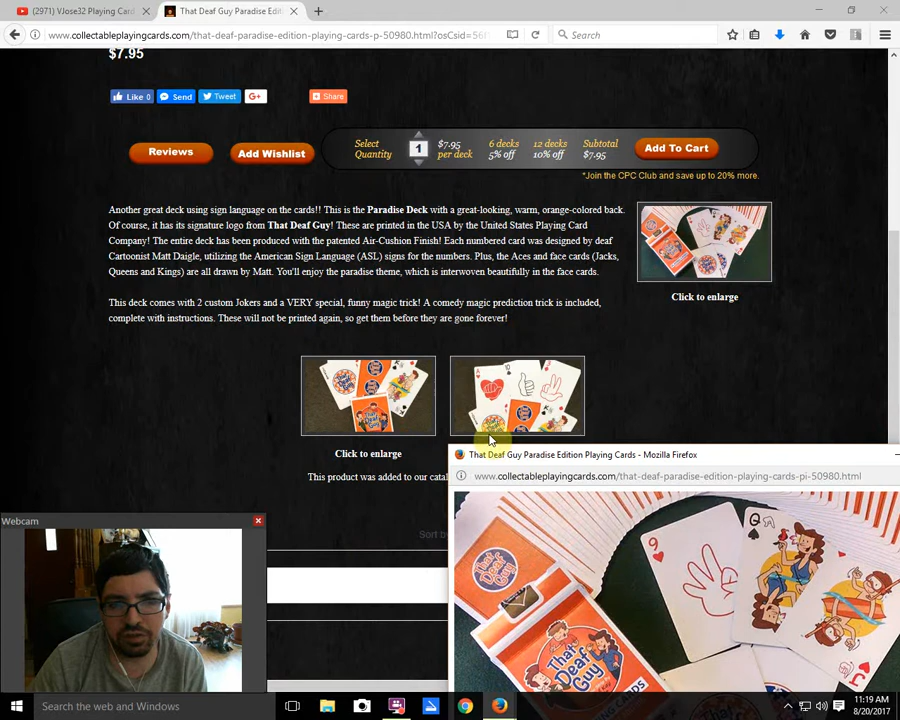 (2971) VJose32 Playing Card
That Deaf Guy Paradise Edit
www.collectableplayingcards.com/that-deaf-paradise-edition-playing-cards-p-50980.html?osCsid=56
Search
$7.95
Like 0
Send
Tweet
G+
Share
Reviews
Add Wishlist
Select Quantity
1
$7.95 per deck
6 decks 5% off
12 decks 10% off
Subtotal $7.95
Add To Cart
*Join the CPC Club and save up to 20% more.
Another great deck using sign language on the cards!! This is the Paradise Deck with a great-looking, warm, orange-colored back.
Of course, it has its signature logo from That Deaf Guy! These are printed in the USA by the United States Playing Card
Company! The entire deck has been produced with the patented Air-Cushion Finish! Each numbered card was designed by deaf
Cartoonist Matt Daigle, utilizing the American Sign Language (ASL) signs for the numbers. Plus, the Aces and face cards (Jacks,
Queens and Kings) are all drawn by Matt. You'll enjoy the paradise theme, which is interwoven beautifully in the face cards.
Click to enlarge
This deck comes with 2 custom Jokers and a VERY special, funny magic trick! A comedy magic prediction trick is included,
complete with instructions. These will not be printed again, so get them before they are gone forever!
Click to enlarge
Click to enlarge
This product was added to our catal
Sort by
That Deaf Guy Paradise Edition Playing Cards - Mozilla Firefox
www.collectableplayingcards.com/that-deaf-paradise-edition-playing-cards-pi-50980.html
That Deaf Guy
9
Q
J
That Deaf Guy
Webcam
Search the web and Windows
11:19 AM
8/20/2017